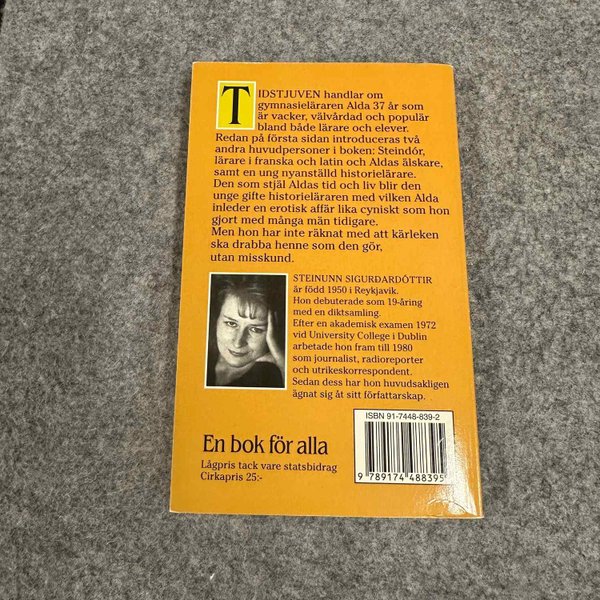 TIDSTJUVEN handlar om
gymnasieläraren Alda 37 år som
är vacker, välvårdad och populär
bland både lärare och elever.
Redan på första sidan introduceras två
andra huvudpersoner i boken: Steindór,
lärare i franska och latin och Aldas älskare,
samt en ung nyanställd historielärare.
Den som stjäl Aldas tid och liv blir den
unge gifte historieläraren med vilken Alda
inleder en erotisk affär lika cyniskt som hon
gjort med många män tidigare.
Men hon har inte räknat med att kärleken
ska drabba henne som den gör,
utan misskund.
STEINUNN SIGURÐARDÓTTIR
är född 1950 i Reykjavik.
Hon debuterade som 19-åring
med en diktsamling.
Efter en akademisk examen 1972
vid University College i Dublin
arbetade hon fram till 1980
som journalist, radioreporter
och utrikeskorrespondent.
Sedan dess har hon huvudsakligen
ägnat sig åt sitt författarskap.
ISBN 91-7448-839-2
9 789174 488395
En bok för alla
Lågpris tack vare statsbidrag
Cirkapris 25:-